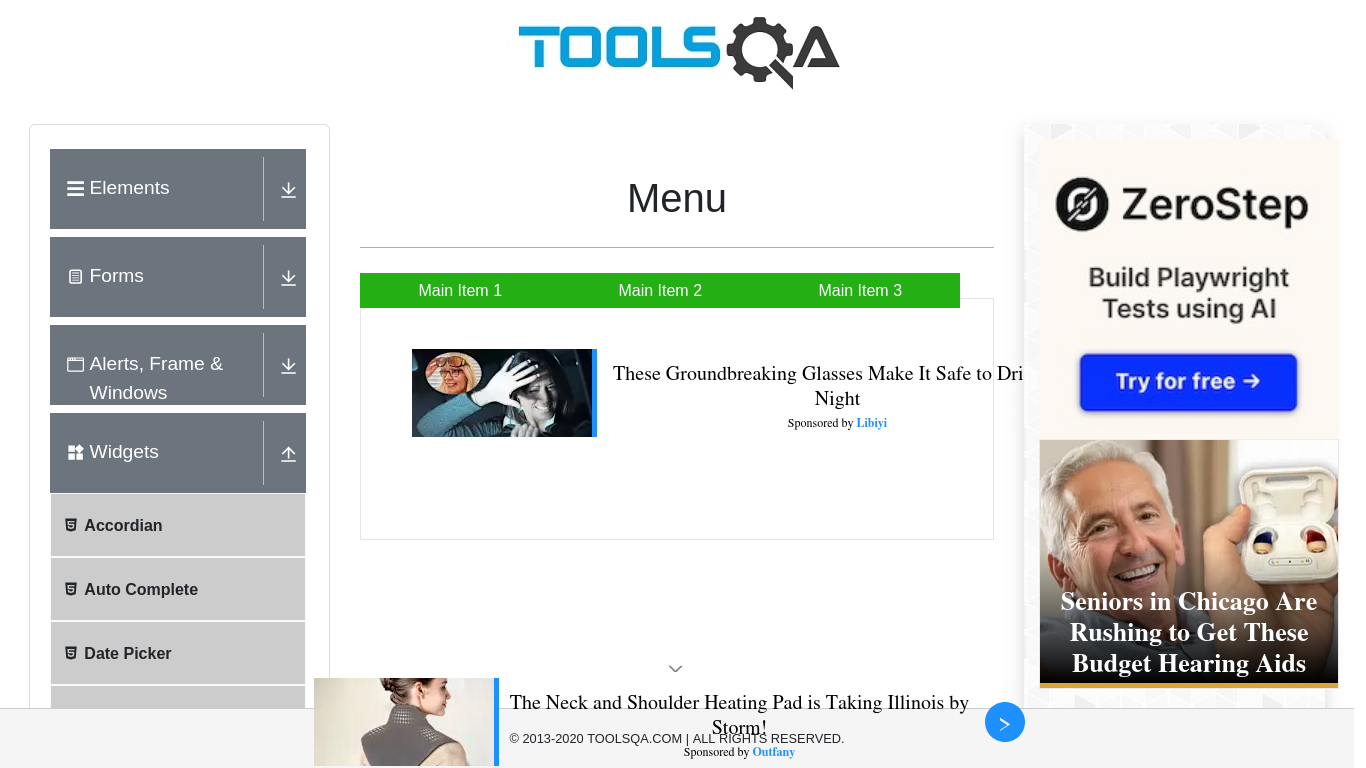 TOOLSQA
Elements
Forms
Alerts, Frame &
Windows
Widgets
Accordian
Auto Complete
Date Picker
Menu
Main Item 1
Main Item 2
Main Item 3
These Groundbreaking Glasses Make It Safe to Dri
Night
Sponsored by Libiyi
ZeroStep
Build Playwright
Tests using AI
Try for free →
Seniors in Chicago Are
Rushing to Get These
Budget Hearing Aids
The Neck and Shoulder Heating Pad is Taking Illinois by
Storm!
© 2013-2020 TOOLSQA.COM | ALL RIGHTS RESERVED.
Sponsored by Outfany